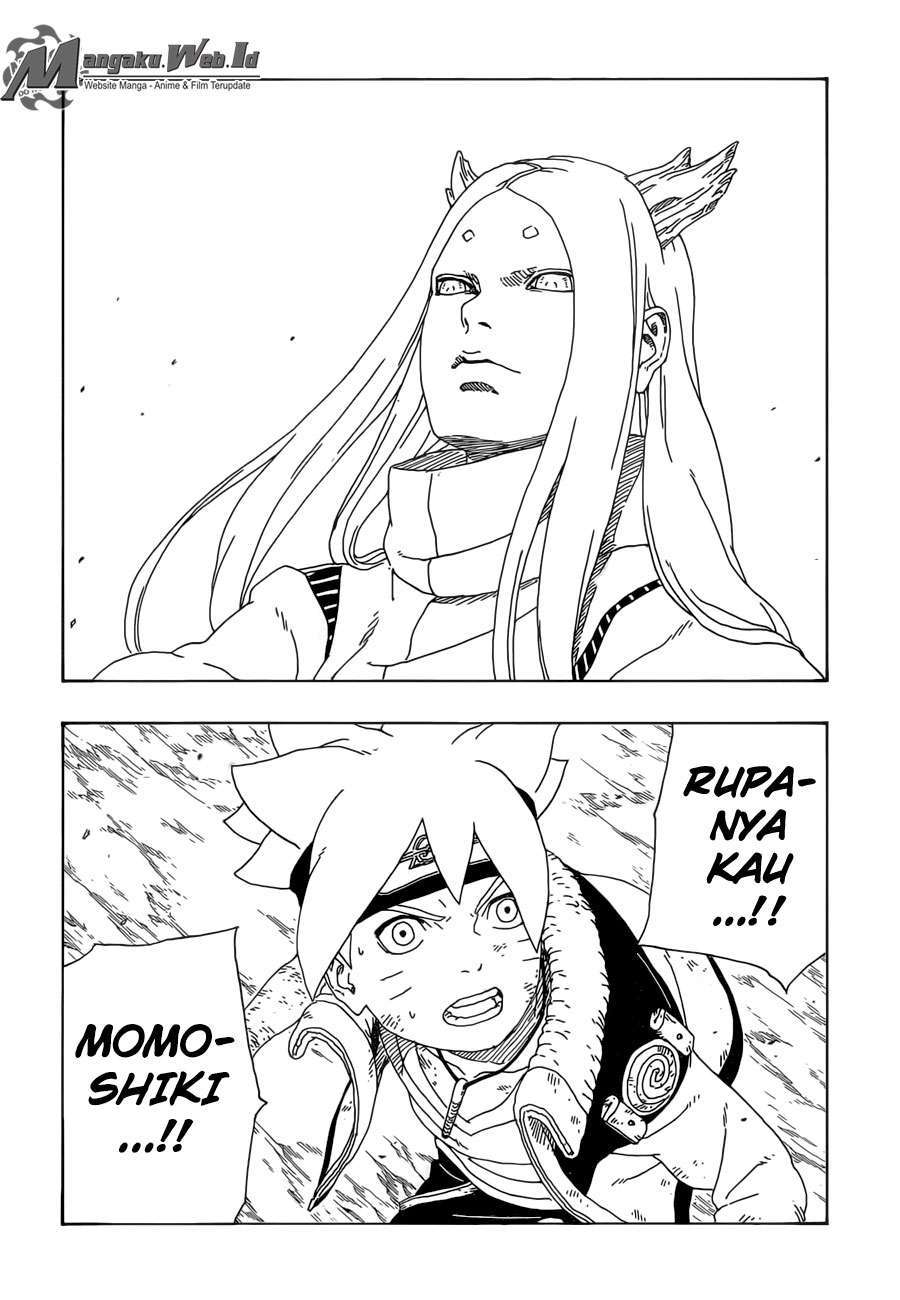 Mangaku.Web.Id
Website Manga - Anime & Film Terupdate
RUPA-
NYA
KAU
...!!
MOMO-
SHIKI
...!!